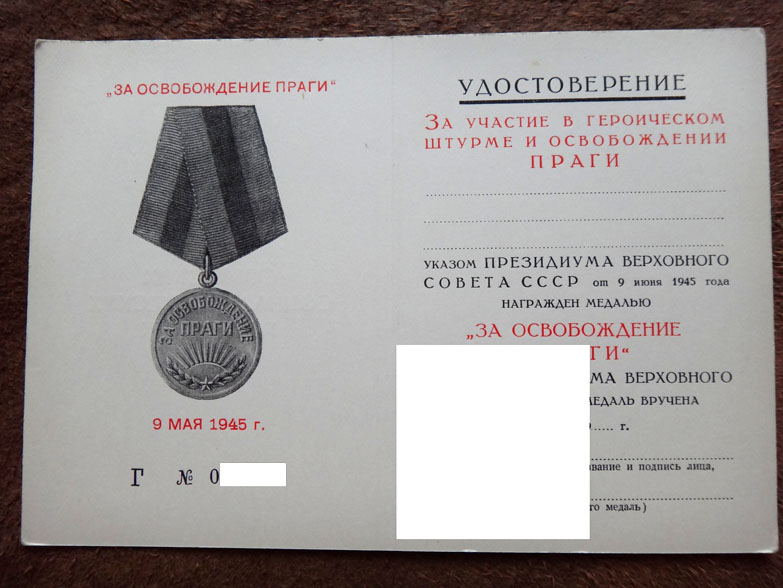 „ЗА ОСВОБОЖДЕНИЕ ПРАГИ“
ЗА ОСВОБОЖДЕНИЕ
ПРАГИ
9 МАЯ 1945 г.
Г № 0
УДОСТОВЕРЕНИЕ
ЗА УЧАСТИЕ В ГЕРОИЧЕСКОМ
ШТУРМЕ И ОСВОБОЖДЕНИИ
ПРАГИ
УКАЗОМ ПРЕЗИДИУМА ВЕРХОВНОГО
СОВЕТА СССР от 9 июня 1945 года
НАГРАЖДЕН МЕДАЛЬЮ
„ЗА ОСВОБОЖДЕНИЕ
ГИ“
МА ВЕРХОВНОГО
МЕДАЛЬ ВРУЧЕНА
..... г.
вание и подпись лица,
го медаль)